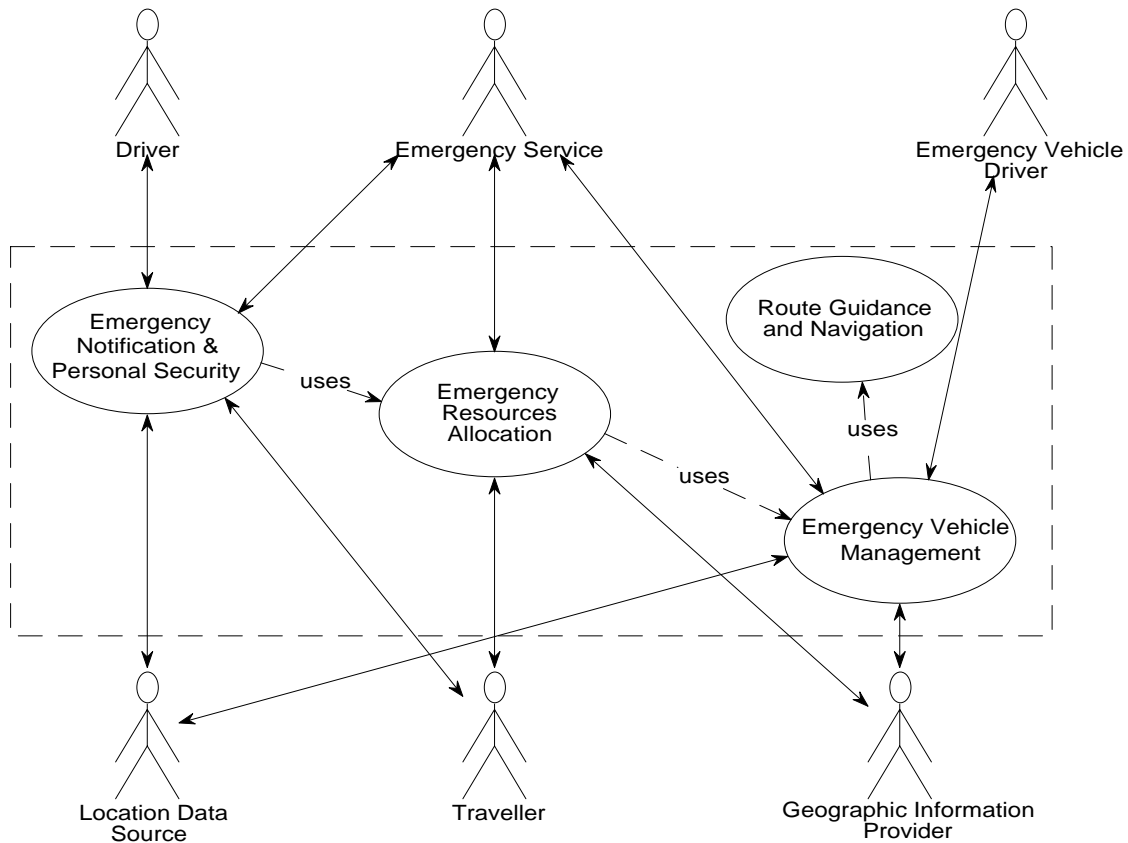 Driver
Emergency Service
Emergency Vehicle
Driver
Emergency
Notification &
Personal Security
uses
Emergency
Resources
Allocation
Route Guidance
and Navigation
uses
uses
Emergency Vehicle
Management
Location Data
Source
Traveller
Geographic Information
Provider